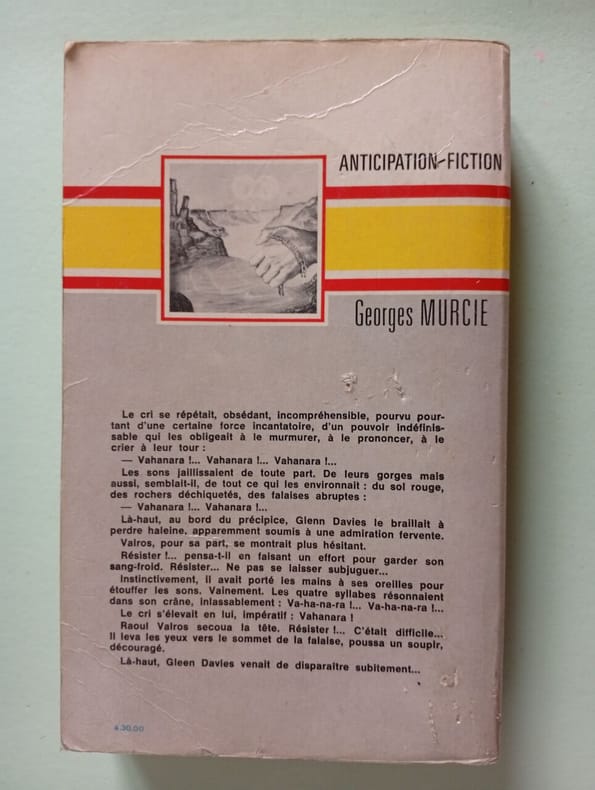 ANTICIPATION-FICTION
Georges MURCIE
Le cri se répétait, obsédant, incompréhensible, pourvu pour-
tant d'une certaine force incantatoire, d'un pouvoir indéfinis-
sable qui les obligeait à le murmurer, à le prononcer, à le
crier à leur tour :
— Vahanara !... Vahanara !... Vahanara !...
Les sons jaillissaient de toute part. De leurs gorges mais
aussi, semblait-il, de tout ce qui les environnait : du sol rouge,
des rochers déchiquetés, des falaises abruptes :
— Vahanara !... Vahanara !...
Là-haut, au bord du précipice, Glenn Davies le braillait à
perdre haleine, apparemment soumis à une admiration fervente.
Valros, pour sa part, se montrait plus hésitant.
Résister !... pensa-t-il en faisant un effort pour garder son
sang-froid. Résister... Ne pas se laisser subjuguer...
Instinctivement, il avait porté les mains à ses oreilles pour
étouffer les sons. Vainement. Les quatre syllabes résonnaient
dans son crâne, inlassablement : Va-ha-na-ra !... Va-ha-na-ra !...
Le cri s'élevait en lui, impératif : Vahanara !
Raoul Valros secoua la tête. Résister !... C'était difficile...
Il leva les yeux vers le sommet de la falaise, poussa un soupir,
découragé.
Là-haut, Gleen Davies venait de disparaître subitement...
4.30.00